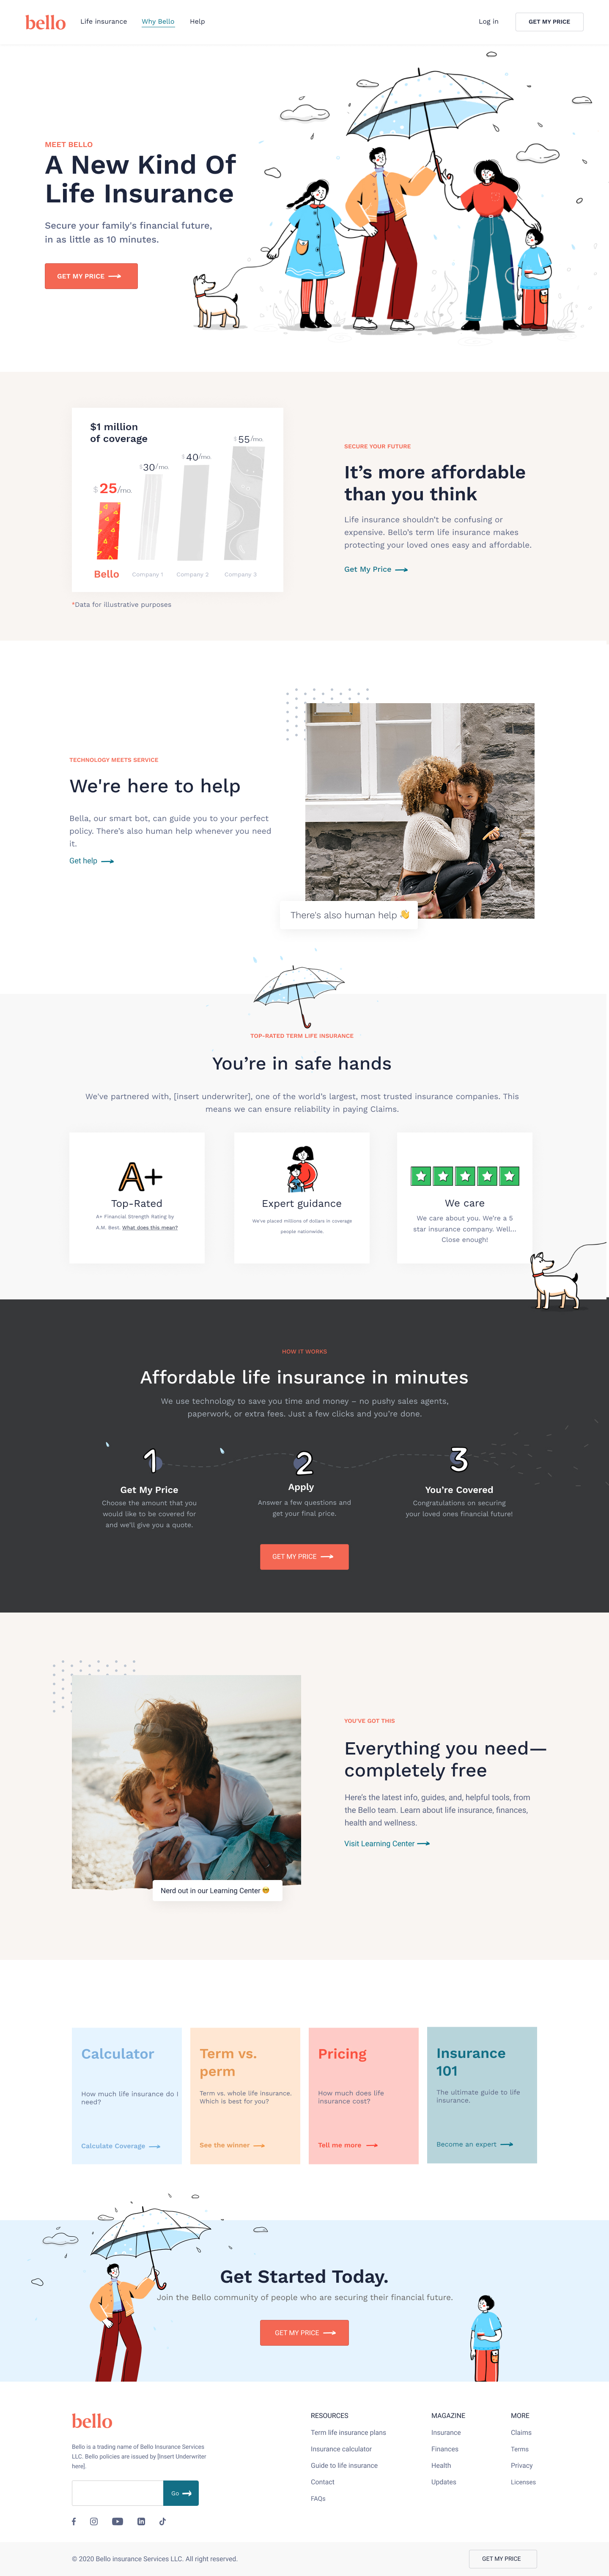 bello Life insurance Why Bello Help Log in GET MY PRICE
MEET BELLO
A New Kind Of
Life Insurance
Secure your family's financial future,
in as little as 10 minutes.
GET MY PRICE
$1 million
of coverage
$25/mo.
$30/mo.
$40/mo.
$55/mo.
Bello Company 1 Company 2 Company 3
*Data for illustrative purposes
SECURE YOUR FUTURE
It's more affordable
than you think
Life insurance shouldn't be confusing or
expensive. Bello's term life insurance makes
protecting your loved ones easy and affordable.
Get My Price
TECHNOLOGY MEETS SERVICE
We're here to help
Bella, our smart bot, can guide you to your perfect
policy. There's also human help whenever you need
it.
Get help
There's also human help 👋
TOP-RATED TERM LIFE INSURANCE
You're in safe hands
We've partnered with, [insert underwriter], one of the world's largest, most trusted insurance companies. This
means we can ensure reliability in paying Claims.
A+
Top-Rated
A+ Financial Strength Rating by
A.M. Best. What does this mean?
Expert guidance
We've placed millions of dollars in coverage
people nationwide.
We care
We care about you. We're a 5
star insurance company. Well...
Close enough!
HOW IT WORKS
Affordable life insurance in minutes
We use technology to save you time and money – no pushy sales agents,
paperwork, or extra fees. Just a few clicks and you're done.
1
Get My Price
Choose the amount that you
would like to be covered for
and we'll give you a quote.
2
Apply
Answer a few questions and
get your final price.
3
You're Covered
Congratulations on securing
your loved ones financial future!
GET MY PRICE
YOU'VE GOT THIS
Everything you need—
completely free
Here's the latest info, guides, and, helpful tools, from
the Bello team. Learn about life insurance, finances,
health and wellness.
Visit Learning Center
Nerd out in our Learning Center 🤓
Calculator
How much life insurance do I
need?
Calculate Coverage
Term vs.
perm
Term vs. whole life insurance.
Which is best for you?
See the winner
Pricing
How much does life
insurance cost?
Tell me more
Insurance
101
The ultimate guide to life
insurance.
Become an expert
Get Started Today.
Join the Bello community of people who are securing their financial future.
GET MY PRICE
bello
Bello is a trading name of Bello Insurance Services
LLC. Bello policies are issued by [Insert Underwriter
here].
Go
RESOURCES
Term life insurance plans
Insurance calculator
Guide to life insurance
Contact
FAQs
MAGAZINE
Insurance
Finances
Health
Updates
MORE
Claims
Terms
Privacy
Licenses
© 2020 Bello insurance Services LLC. All right reserved.
GET MY PRICE